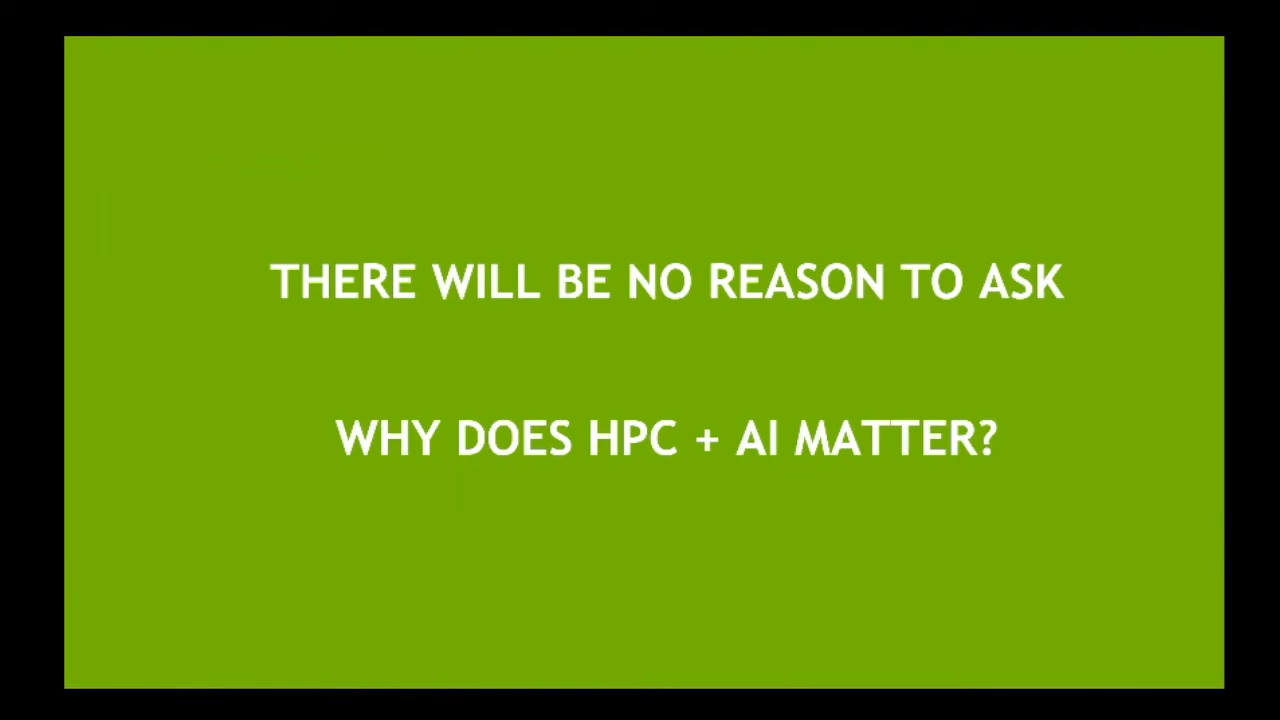 THERE WILL BE NO REASON TO ASK
WHY DOES HPC + AI MATTER?